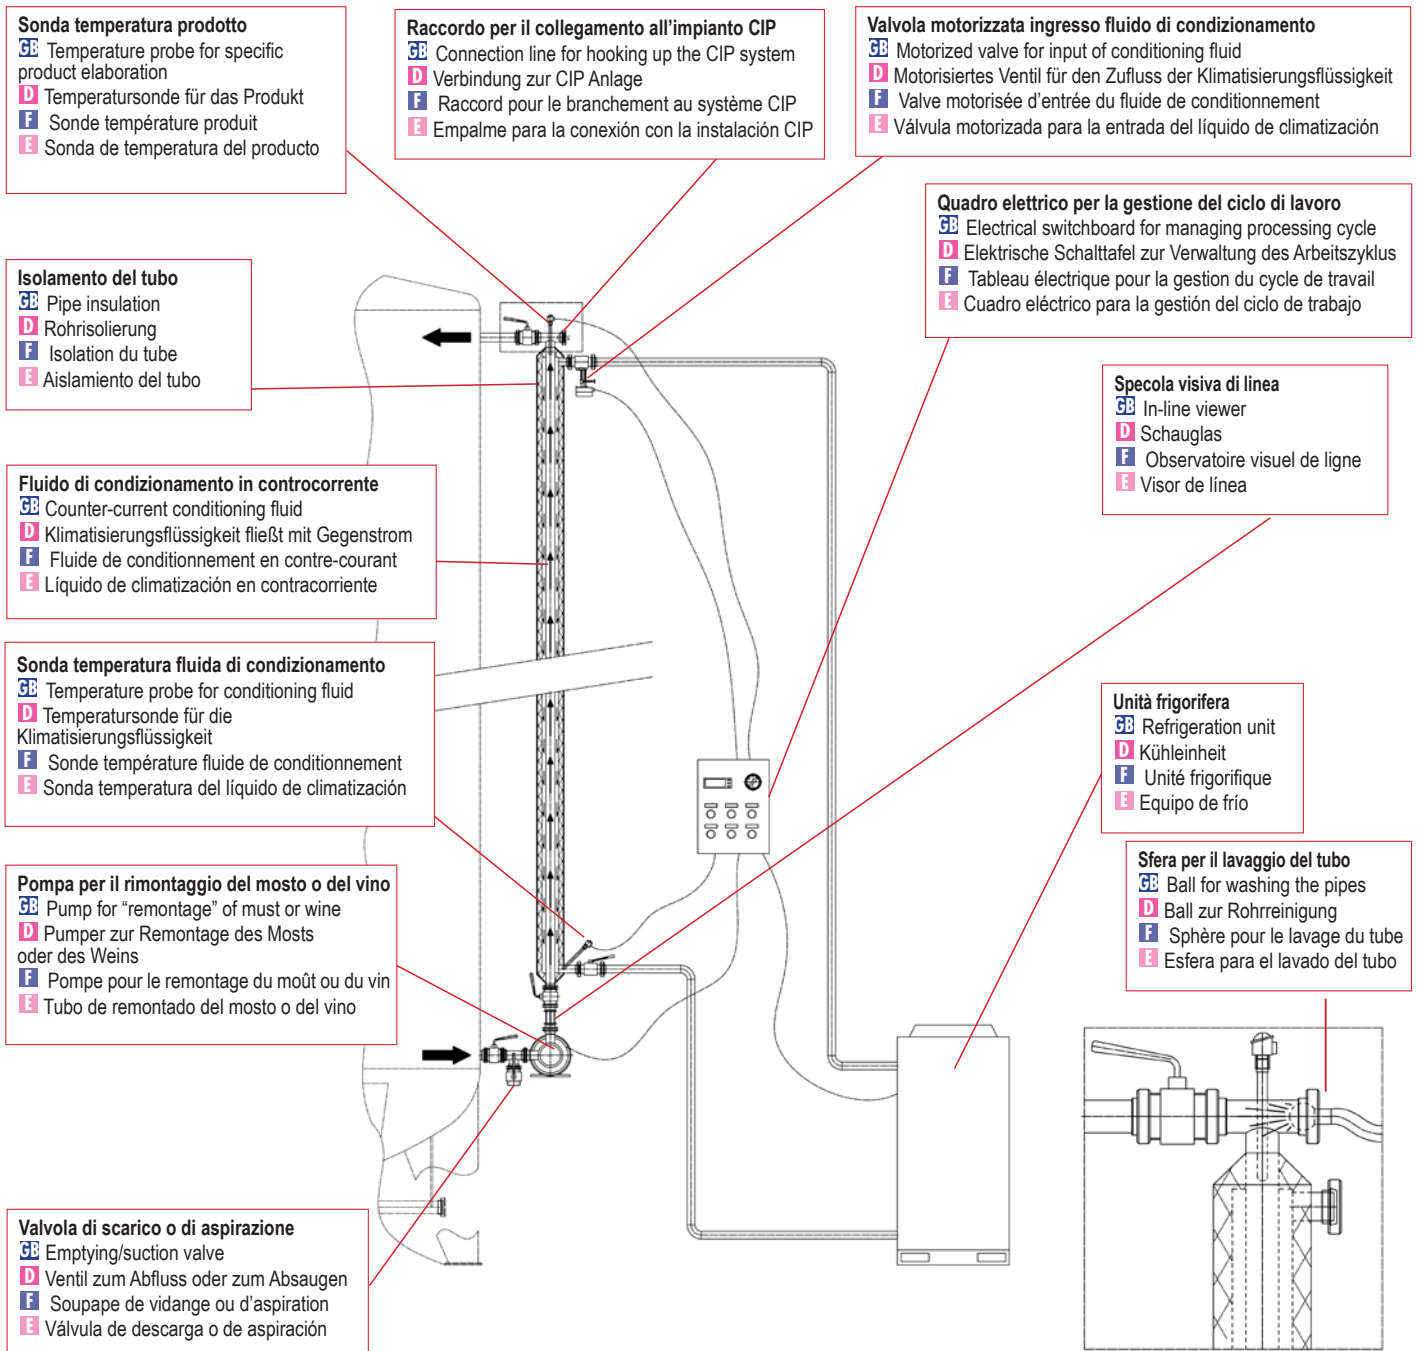 Sonda temperatura prodotto
GB Temperature probe for specific
product elaboration
D Temperatursonde für das Produkt
F Sonde température produit
E Sonda de temperatura del producto
Raccordo per il collegamento all'impianto CIP
GB Connection line for hooking up the CIP system
D Verbindung zur CIP Anlage
F Raccord pour le branchement au système CIP
E Empalme para la conexión con la instalación CIP
Valvola motorizzata ingresso fluido di condizionamento
GB Motorized valve for input of conditioning fluid
D Motorisiertes Ventil für den Zufluss der Klimatisierungsflüssigkeit
F Valve motorisée d'entrée du fluide de conditionnement
E Válvula motorizada para la entrada del líquido de climatización
Quadro elettrico per la gestione del ciclo di lavoro
GB Electrical switchboard for managing processing cycle
D Elektrische Schalttafel zur Verwaltung des Arbeitszyklus
F Tableau électrique pour la gestion du cycle de travail
E Cuadro eléctrico para la gestión del ciclo de trabajo
Isolamento del tubo
GB Pipe insulation
D Rohrisolierung
F Isolation du tube
E Aislamiento del tubo
Specola visiva di linea
GB In-line viewer
D Schauglas
F Observatoire visuel de ligne
E Visor de línea
Fluido di condizionamento in controcorrente
GB Counter-current conditioning fluid
D Klimatisierungsflüssigkeit fließt mit Gegenstrom
F Fluide de conditionnement en contre-courant
E Líquido de climatización en contracorriente
Sonda temperatura fluida di condizionamento
GB Temperature probe for conditioning fluid
D Temperatursonde für die
Klimatisierungsflüssigkeit
F Sonde température fluide de conditionnement
E Sonda temperatura del líquido de climatización
Unità frigorifera
GB Refrigeration unit
D Kühleinheit
F Unité frigorifique
E Equipo de frío
Sfera per il lavaggio del tubo
GB Ball for washing the pipes
D Ball zur Rohrreinigung
F Sphère pour le lavage du tube
E Esfera para el lavado del tubo
Pompa per il rimontaggio del mosto o del vino
GB Pump for “remontage” of must or wine
D Pumper zur Remontage des Mosts
oder des Weins
F Pompe pour le remontage du moût ou du vin
E Tubo de remontado del mosto o del vino
Valvola di scarico o di aspirazione
GB Emptying/suction valve
D Ventil zum Abfluss oder zum Absaugen
F Soupape de vidange ou d'aspiration
E Válvula de descarga o de aspiración